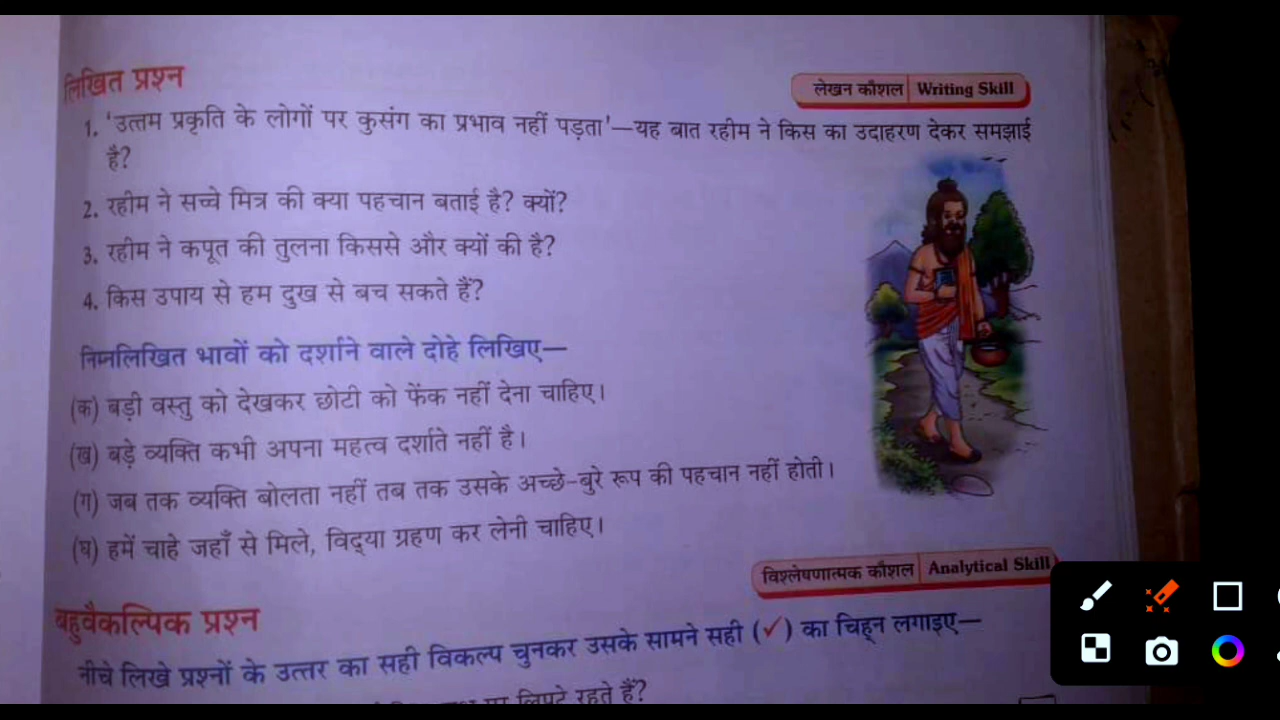 लिखित प्रश्न
लेखन कौशल | Writing Skill
1. 'उत्तम प्रकृति के लोगों पर कुसंग का प्रभाव नहीं पड़ता'—यह बात रहीम ने किस का उदाहरण देकर समझाई
है?
2. रहीम ने सच्चे मित्र की क्या पहचान बताई है? क्यों?
3. रहीम ने कपूत की तुलना किससे और क्यों की है?
4. किस उपाय से हम दुख से बच सकते हैं?
निम्नलिखित भावों को दर्शाने वाले दोहे लिखिए—
(क) बड़ी वस्तु को देखकर छोटी को फेंक नहीं देना चाहिए।
(ख) बड़े व्यक्ति कभी अपना महत्व दर्शाते नहीं है।
(ग) जब तक व्यक्ति बोलता नहीं तब तक उसके अच्छे-बुरे रूप की पहचान नहीं होती।
(घ) हमें चाहे जहाँ से मिले, विद्या ग्रहण कर लेनी चाहिए।
विश्लेषणात्मक कौशल | Analytical Skill
बहुवैकल्पिक प्रश्न
नीचे लिखे प्रश्नों के उत्तर का सही विकल्प चुनकर उसके सामने सही (✓) का चिह्न लगाइए—
पर लिपटे रहते हैं?